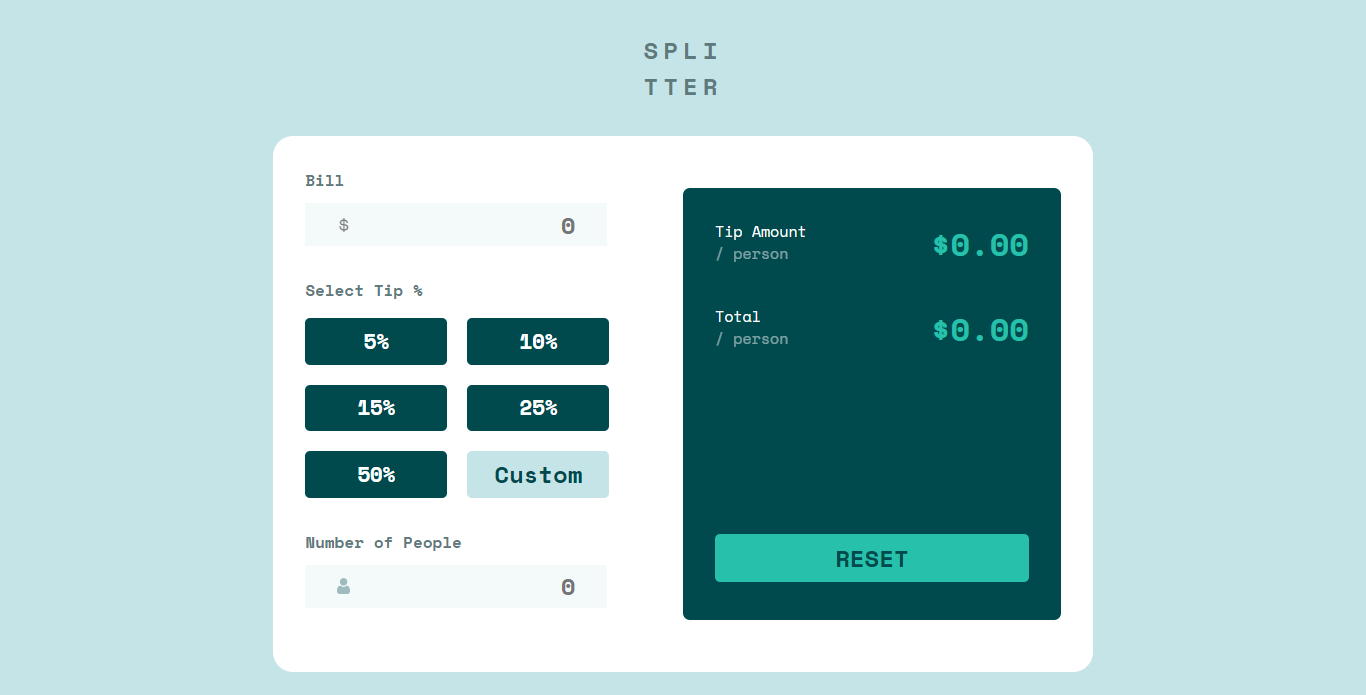 SPLI
TTER
Bill
$ 0
Select Tip %
5% 10%
15% 25%
50% Custom
Number of People
0
Tip Amount
/ person
$0.00
Total
/ person
$0.00
RESET